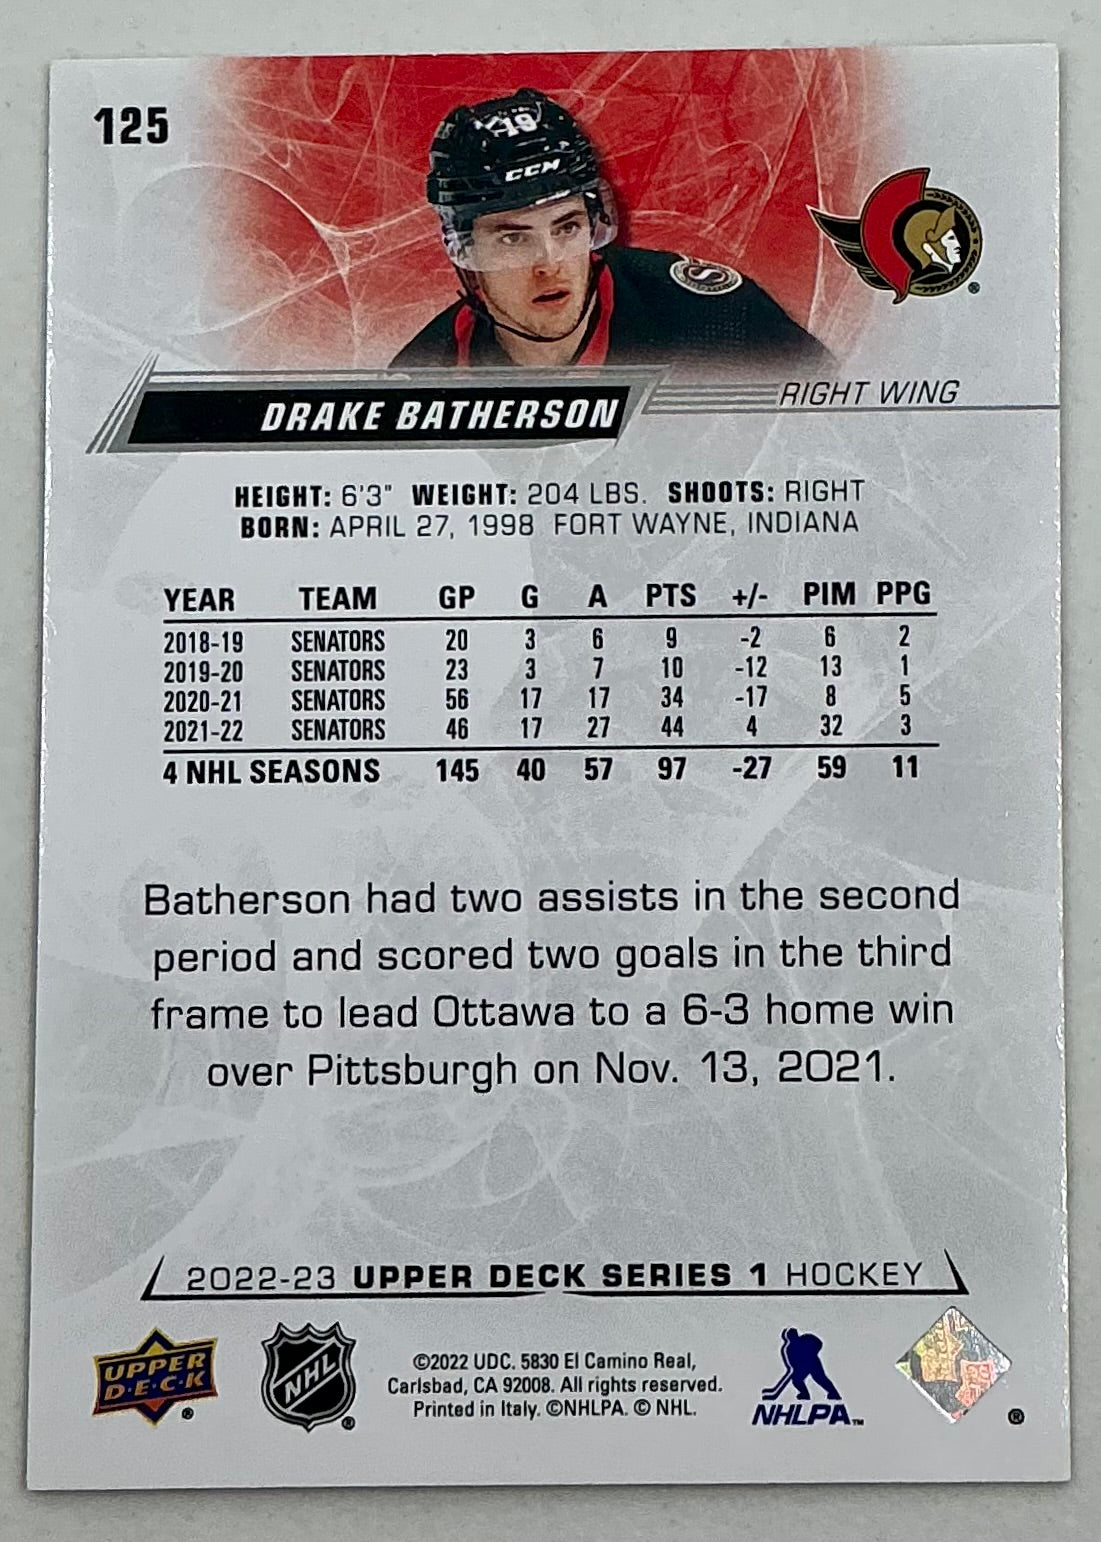 125
19
CCM
S
®
DRAKE BATHERSON
RIGHT WING
HEIGHT: 6'3" WEIGHT: 204 LBS. SHOOTS: RIGHT
BORN: APRIL 27, 1998 FORT WAYNE, INDIANA
YEAR TEAM GP G A PTS +/- PIM PPG
2018-19 SENATORS 20 3 6 9 -2 6 2
2019-20 SENATORS 23 3 7 10 -12 13 1
2020-21 SENATORS 56 17 17 34 -17 8 5
2021-22 SENATORS 46 17 27 44 4 32 3
4 NHL SEASONS 145 40 57 97 -27 59 11
Batherson had two assists in the second
period and scored two goals in the third
frame to lead Ottawa to a 6-3 home win
over Pittsburgh on Nov. 13, 2021.
2022-23 UPPER DECK SERIES 1 HOCKEY
UPPER
D·E·C·K ®
NHL ®
©2022 UDC. 5830 El Camino Real,
Carlsbad, CA 92008. All rights reserved.
Printed in Italy. ©NHLPA. © NHL.
NHLPA™
®